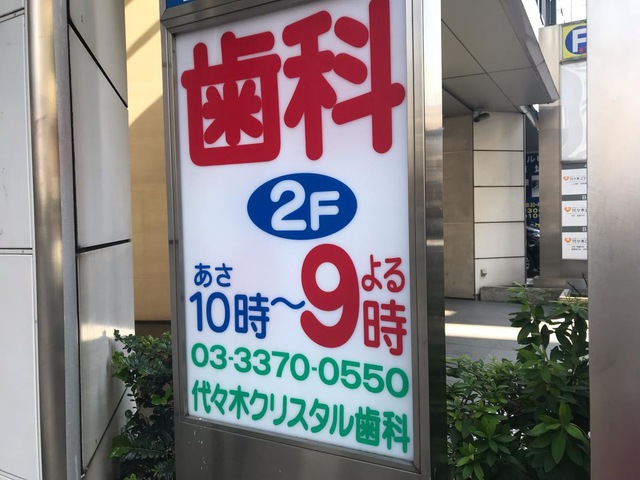 歯科
2F
あさ よる
10時～9時
03-3370-0550
代々木クリスタル歯科
P